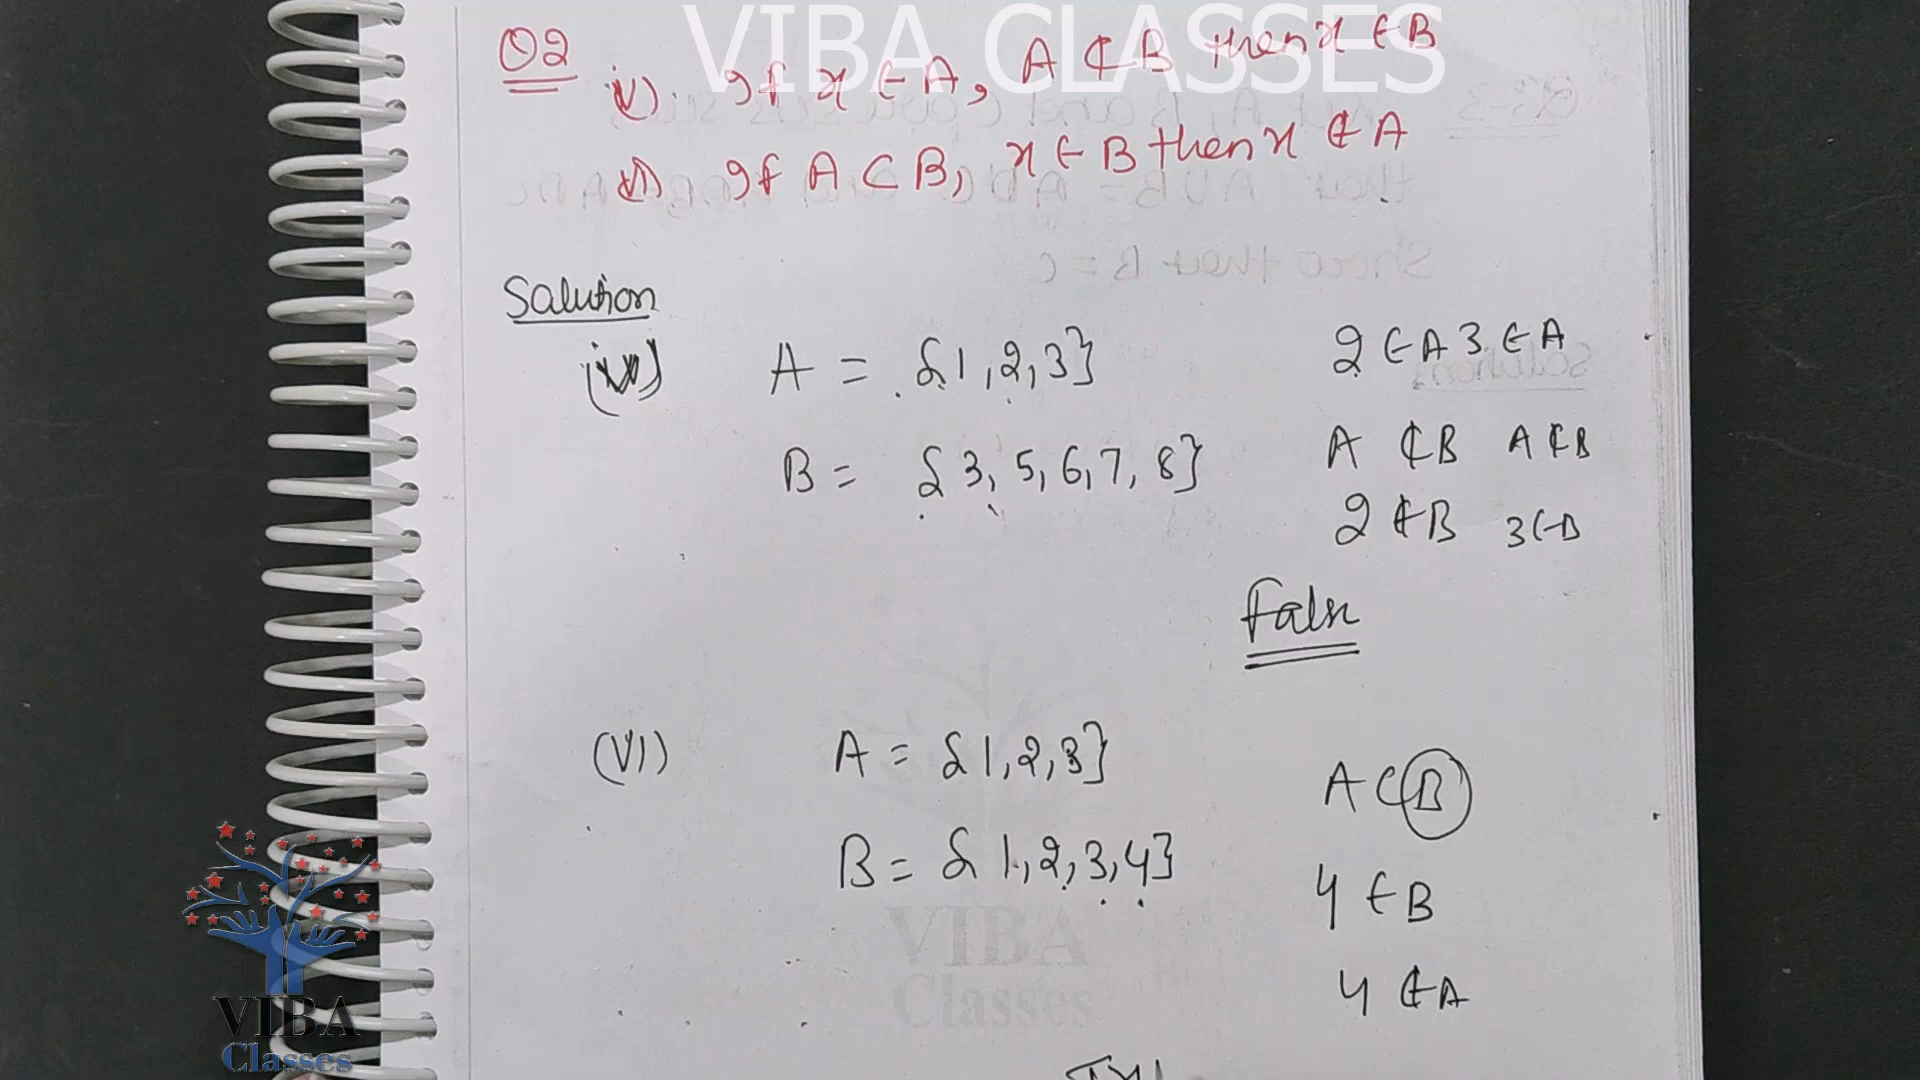 VIBA CLASSES
Q2 (V). If x ∈ A, A ⊄ B then x ∈ B
(VI) If A ⊂ B, x ∈ B then x ∉ A
Solution
(V) A = {1, 2, 3} 2 ∈ A 3 ∈ A
B = {3, 5, 6, 7, 8} A ⊄ B A ⊄ B
2 ∉ B 3 ∈ B
False
(VI) A = {1, 2, 3} A ⊂ B
B = {1, 2, 3, 4} 4 ∈ B
4 ∉ A
VIBA
Classes
VIBA
Classes